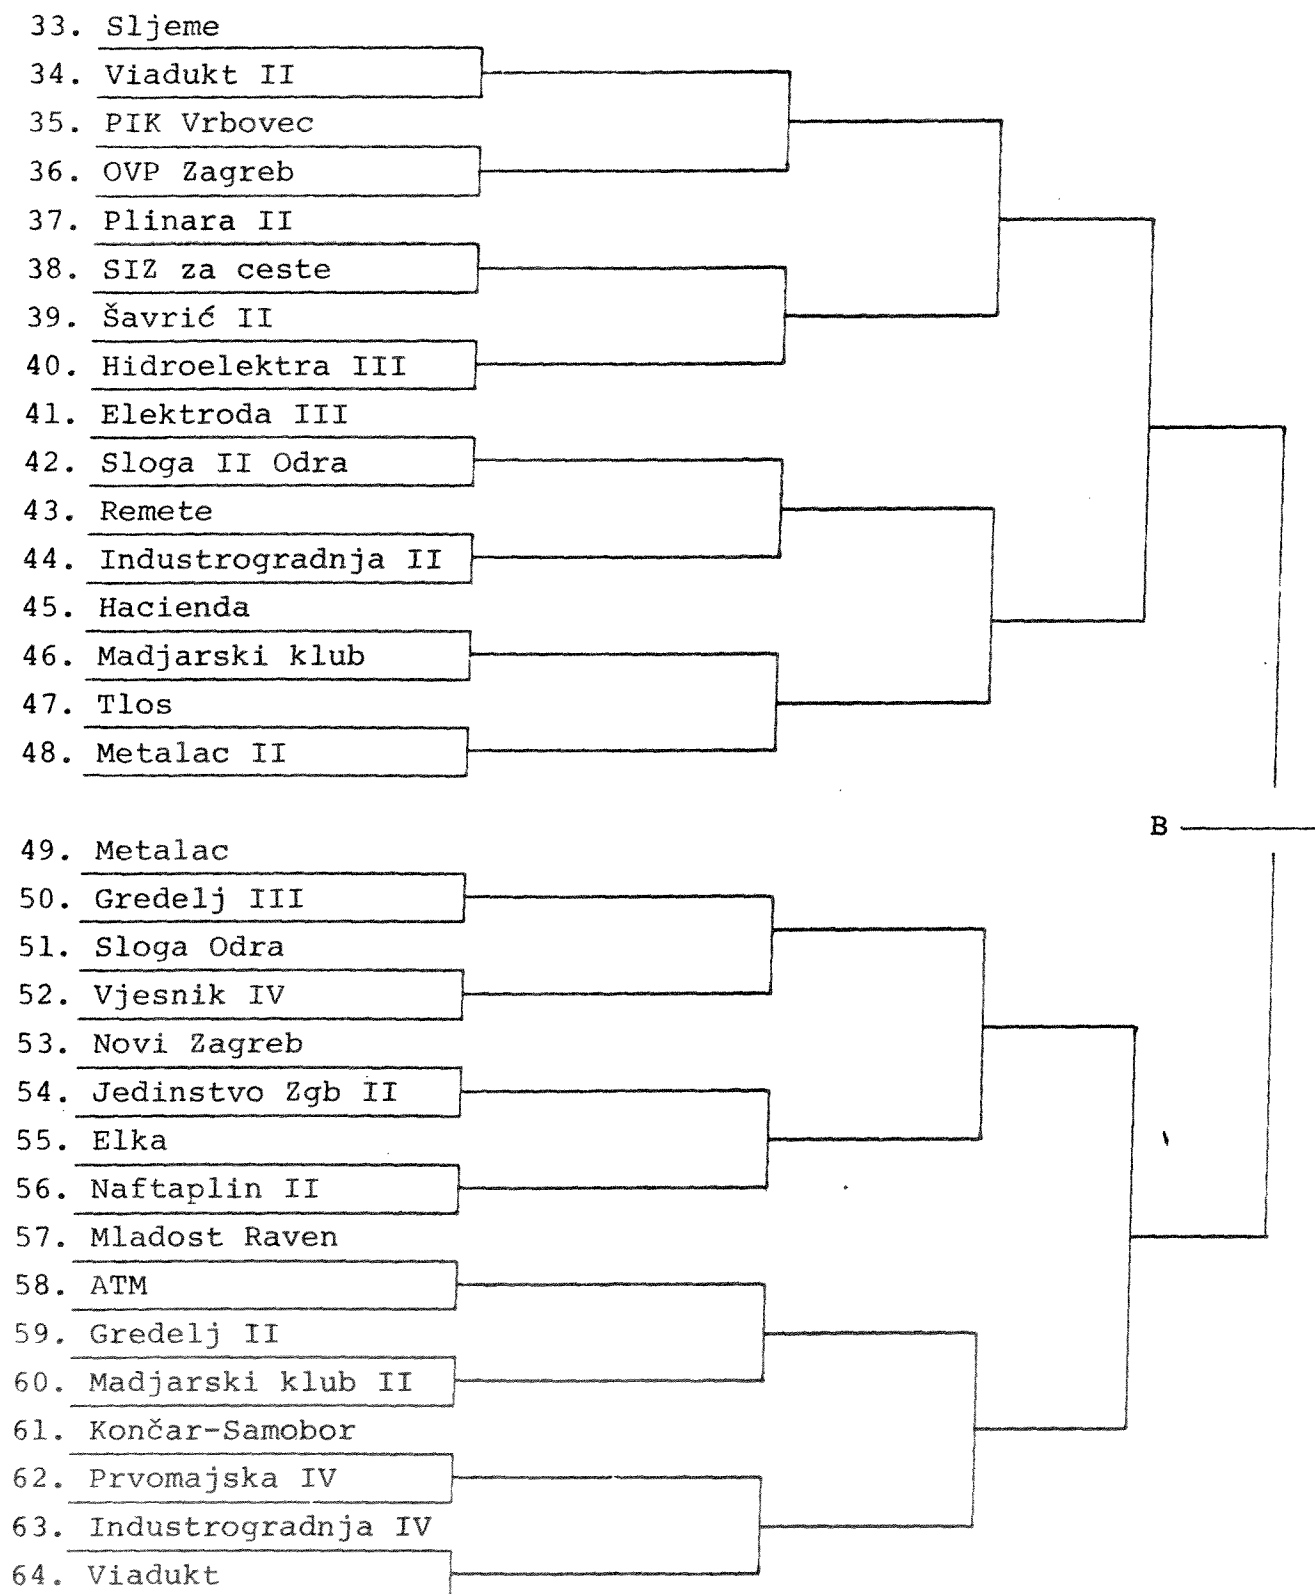 33. Sljeme
34. Viadukt II
35. PIK Vrbovec
36. OVP Zagreb
37. Plinara II
38. SIZ za ceste
39. Šavrić II
40. Hidroelektra III
41. Elektroda III
42. Sloga II Odra
43. Remete
44. Industrogradnja II
45. Hacienda
46. Madjarski klub
47. Tlos
48. Metalac II
B
49. Metalac
50. Gredelj III
51. Sloga Odra
52. Vjesnik IV
53. Novi Zagreb
54. Jedinstvo Zgb II
55. Elka
56. Naftaplin II
57. Mladost Raven
58. ATM
59. Gredelj II
60. Madjarski klub II
61. Končar-Samobor
62. Prvomajska IV
63. Industrogradnja IV
64. Viadukt